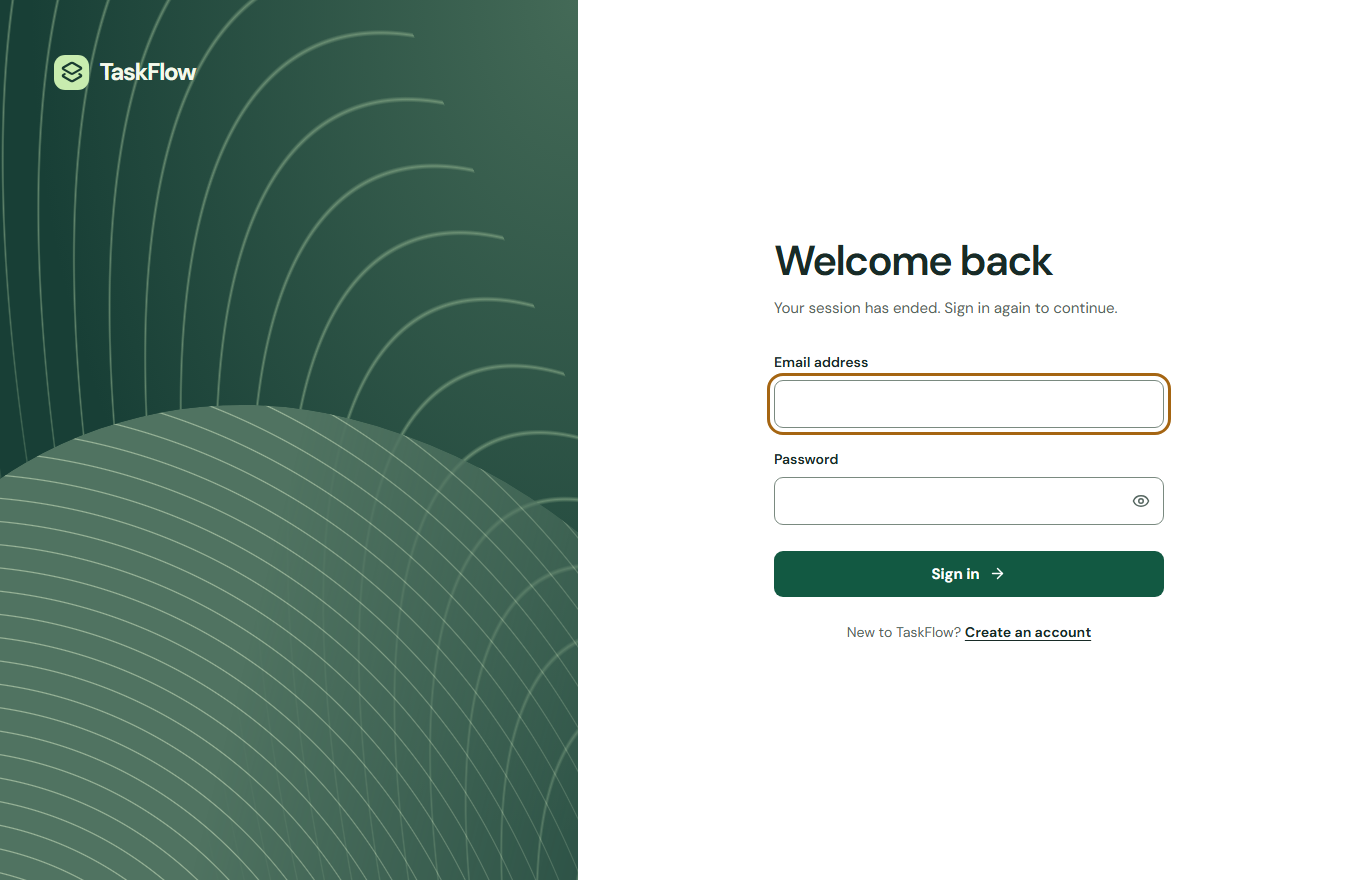 TaskFlow
Welcome back
Your session has ended. Sign in again to continue.
Email address
Password
Sign in
New to TaskFlow? Create an account